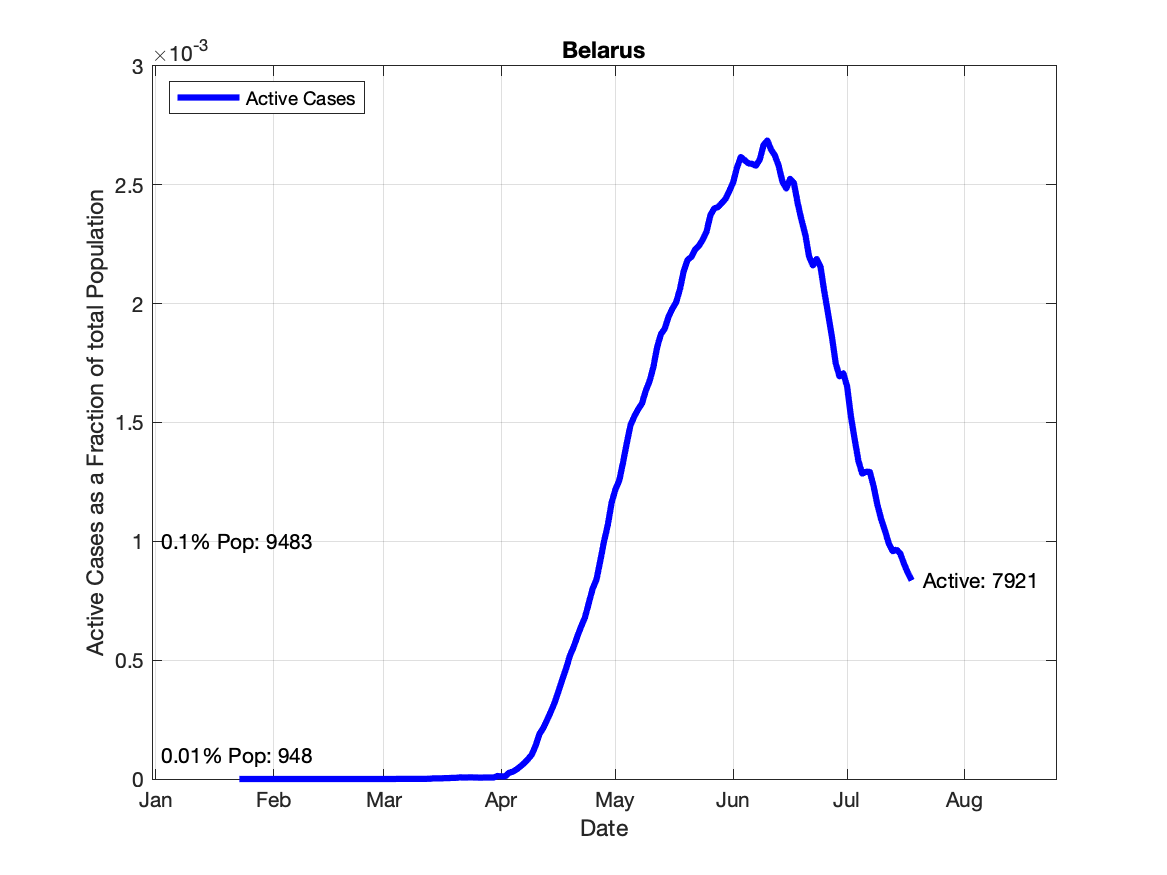 Belarus
×10-3
3
2.5
2
1.5
1
0.5
0
Active Cases
Active Cases as a Fraction of total Population
0.1% Pop: 9483
0.01% Pop: 948
Active: 7921
Jan Feb Mar Apr May Jun Jul Aug
Date